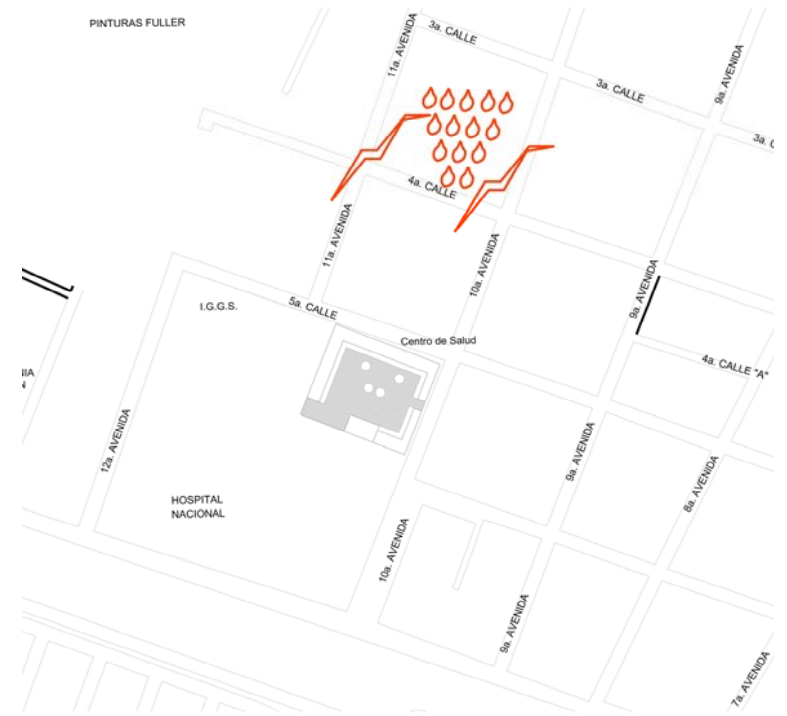 PINTURAS FULLER
3a. CALLE
11a. AVENIDA
3a. CALLE
9a. AVENIDA
3a. C
4a. CALLE
11a. AVENIDA
10a. AVENIDA
9a. AVENIDA
I.G.G.S.
5a. CALLE
Centro de Salud
4a. CALLE "A"
IA
N
12a. AVENIDA
9a. AVENIDA
8a. AVENIDA
HOSPITAL
NACIONAL
10a. AVENIDA
9a. AVENIDA
7a. AVENIDA